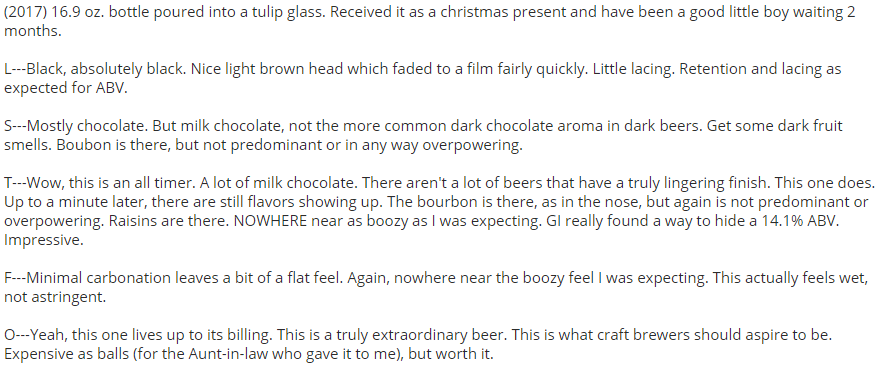 (2017) 16.9 oz. bottle poured into a tulip glass. Received it as a christmas present and have been a good little boy waiting 2
months.
L---Black, absolutely black. Nice light brown head which faded to a film fairly quickly. Little lacing. Retention and lacing as
expected for ABV.
S---Mostly chocolate. But milk chocolate, not the more common dark chocolate aroma in dark beers. Get some dark fruit
smells. Boubon is there, but not predominant or in any way overpowering.
T---Wow, this is an all timer. A lot of milk chocolate. There aren't a lot of beers that have a truly lingering finish. This one does.
Up to a minute later, there are still flavors showing up. The bourbon is there, as in the nose, but again is not predominant or
overpowering. Raisins are there. NOWHERE near as boozy as I was expecting. GI really found a way to hide a 14.1% ABV.
Impressive.
F---Minimal carbonation leaves a bit of a flat feel. Again, nowhere near the boozy feel I was expecting. This actually feels wet,
not astringent.
O---Yeah, this one lives up to its billing. This is a truly extraordinary beer. This is what craft brewers should aspire to be.
Expensive as balls (for the Aunt-in-law who gave it to me), but worth it.